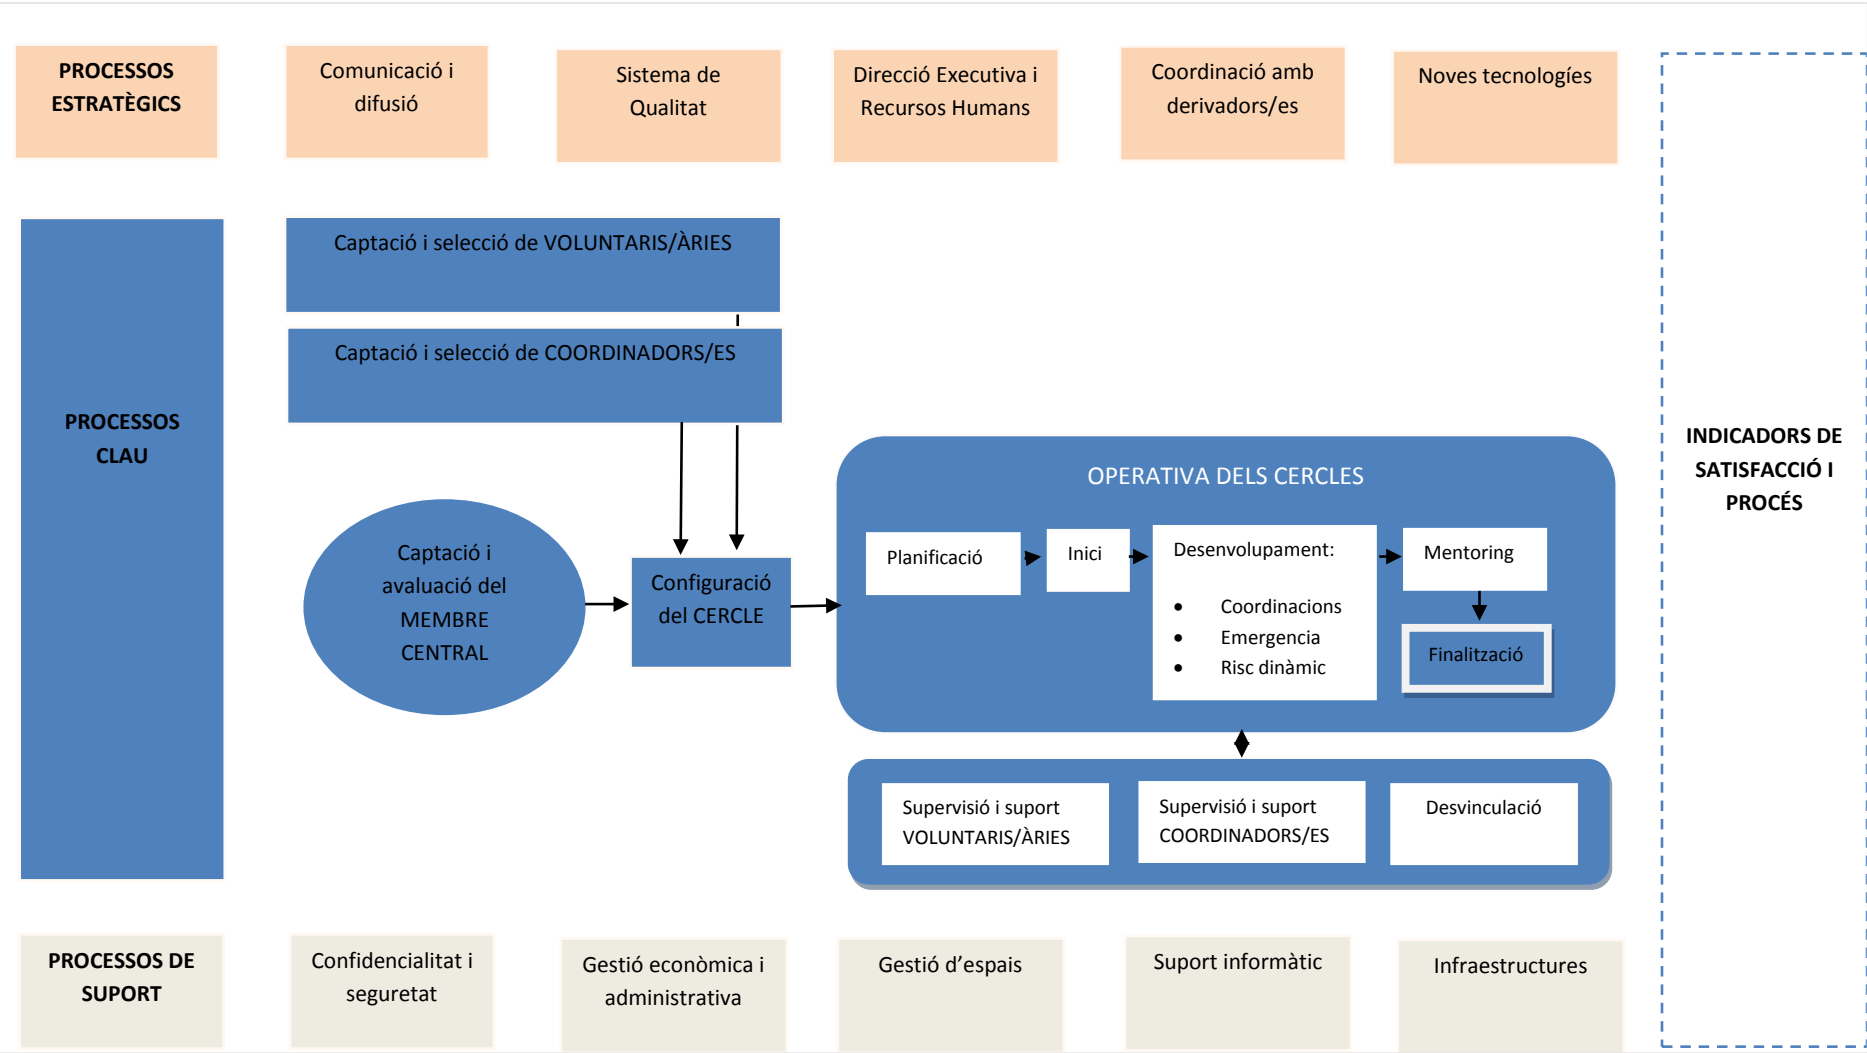 PROCESSOS
ESTRATÈGICS
Comunicació i
difusió
Sistema de
Qualitat
Direcció Executiva i
Recursos Humans
Coordinació amb
derivadors/es
Noves tecnologíes
PROCESSOS
CLAU
Captació i selecció de VOLUNTARIS/ÀRIES
Captació i selecció de COORDINADORS/ES
Captació i
avaluació del
MEMBRE
CENTRAL
Configuració
del CERCLE
OPERATIVA DELS CERCLES
Planificació
Inici
Desenvolupament:
• Coordinacions
• Emergencia
• Risc dinàmic
Mentoring
Finalització
Supervisió i suport
VOLUNTARIS/ÀRIES
Supervisió i suport
COORDINADORS/ES
Desvinculació
INDICADORS DE
SATISFACCIÓ I
PROCÉS
PROCESSOS DE
SUPORT
Confidencialitat i
seguretat
Gestió econòmica i
administrativa
Gestió d’espais
Suport informàtic
Infraestructures